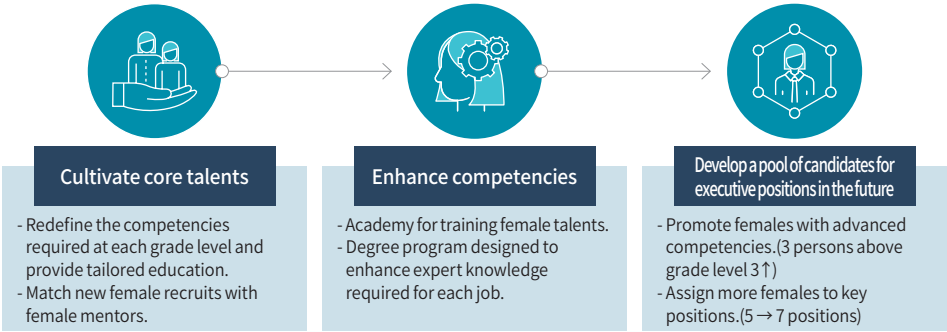 Cultivate core talents
- Redefine the competencies
required at each grade level and
provide tailored education.
- Match new female recruits with
female mentors.
Enhance competencies
- Academy for training female talents.
- Degree program designed to
enhance expert knowledge
required for each job.
Develop a pool of candidates for
executive positions in the future
- Promote females with advanced
competencies.(3 persons above
grade level 3↑)
- Assign more females to key
positions.(5 → 7 positions)